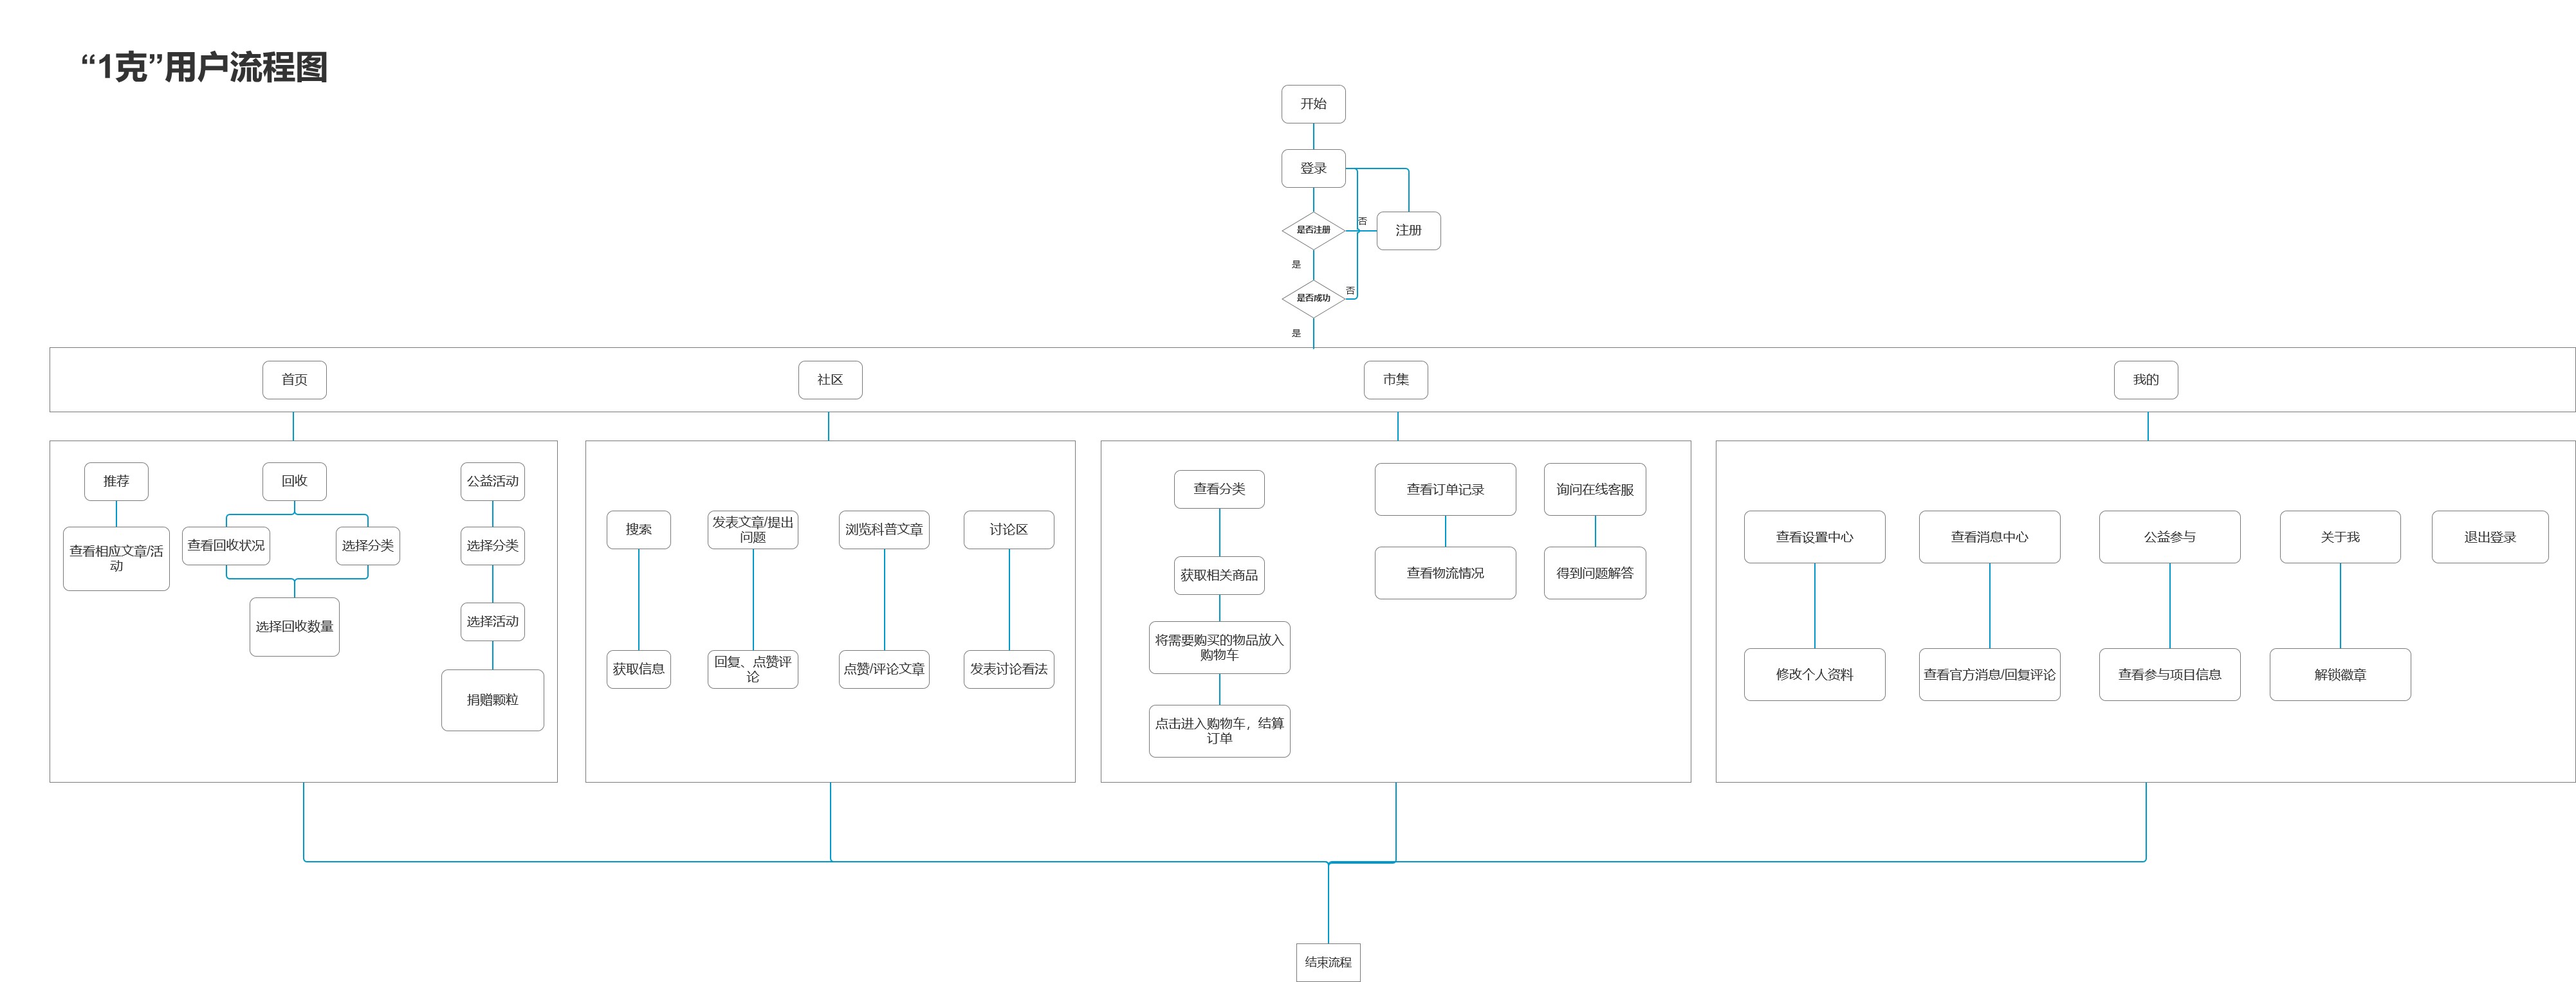 “1克”用户流程图
开始
登录
是否注册
否
注册
是
是否成功
否
是
首页
社区
市集
我的
推荐
查看相应文章/活
动
回收
查看回收状况
选择分类
选择回收数量
公益活动
选择分类
选择活动
捐赠颗粒
搜索
获取信息
发表文章/提出
问题
回复、点赞评
论
浏览科普文章
点赞/评论文章
讨论区
发表讨论看法
查看分类
获取相关商品
将需要购买的物品放入
购物车
点击进入购物车，结算
订单
查看订单记录
查看物流情况
询问在线客服
得到问题解答
查看设置中心
修改个人资料
查看消息中心
查看官方消息/回复评论
公益参与
查看参与项目信息
关于我
解锁徽章
退出登录
结束流程